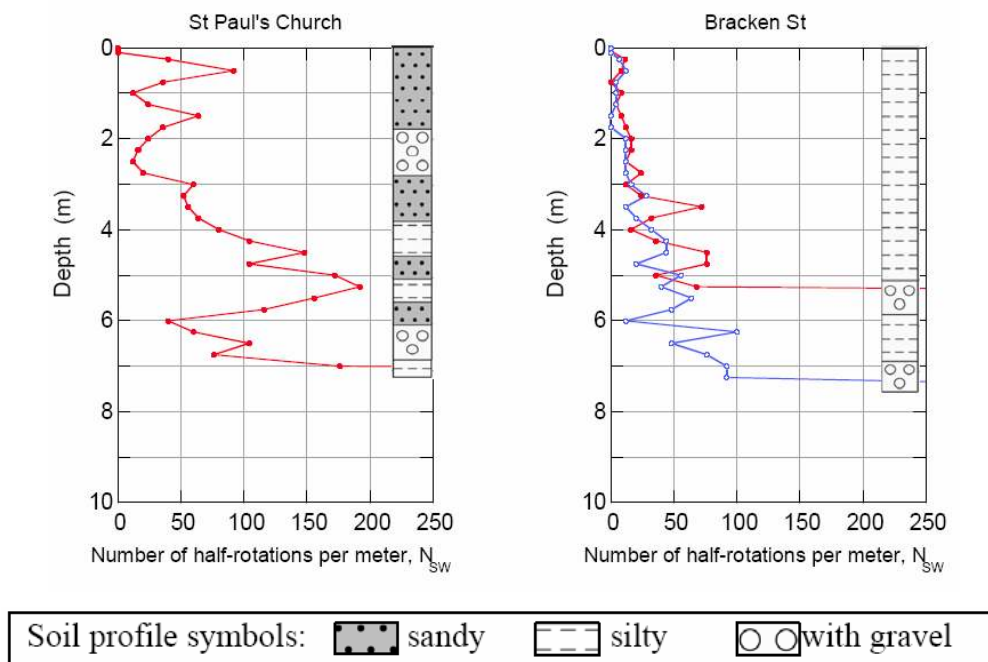 St Paul's Church
Bracken St
0
2
4
6
8
10
Depth (m)
0 50 100 150 200 250
Number of half-rotations per meter, N_SW
0
2
4
6
8
10
Depth (m)
0 50 100 150 200 250
Number of half-rotations per meter, N_SW
Soil profile symbols: sandy silty with gravel